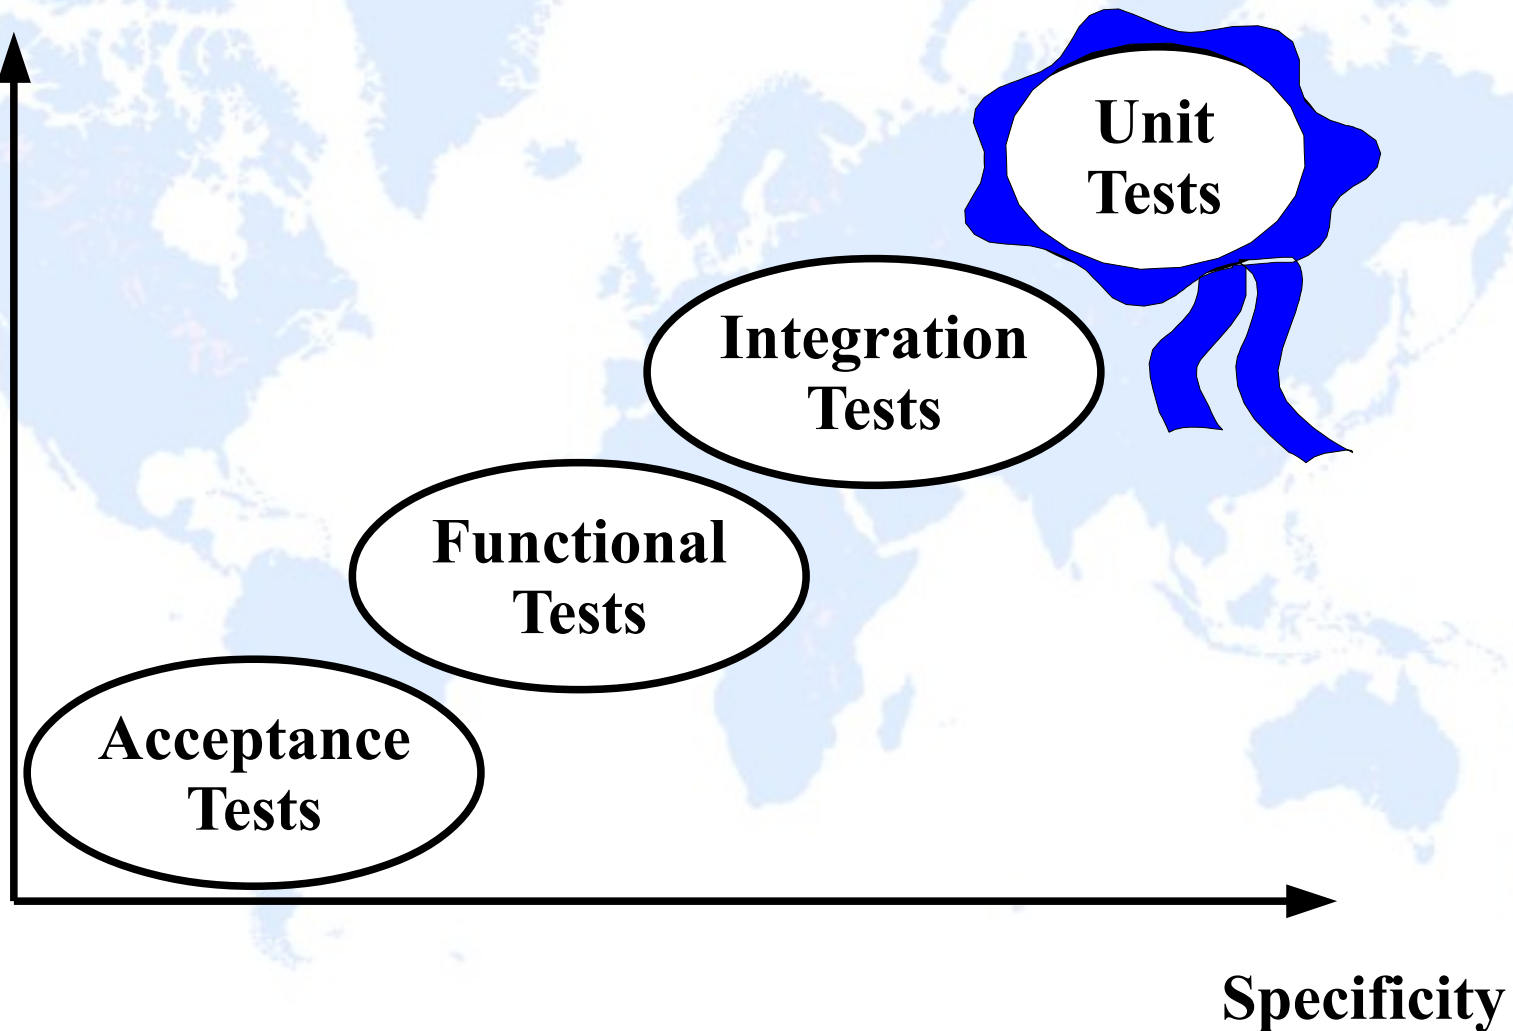 Unit
Tests
Integration
Tests
Functional
Tests
Acceptance
Tests
Specificity